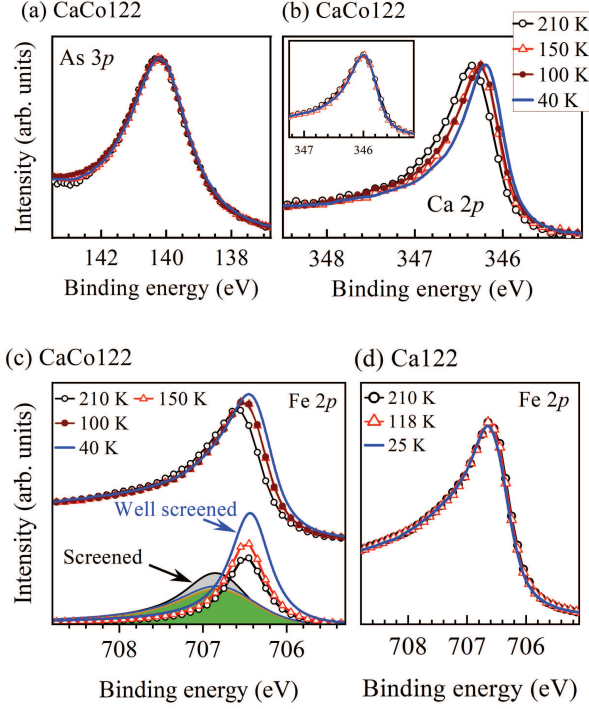 (a) CaCo122
As 3p
Intensity (arb. units)
142 140 138
Binding energy (eV)
(b) CaCo122
210 K
150 K
100 K
40 K
347 346
Ca 2p
348 347 346
Binding energy (eV)
(c) CaCo122
210 K 150 K
100 K
40 K
Fe 2p
Well screened
Screened
Intensity (arb. units)
708 707 706
Binding energy (eV)
(d) Ca122
210 K
118 K
25 K
Fe 2p
708 707 706
Binding energy (eV)